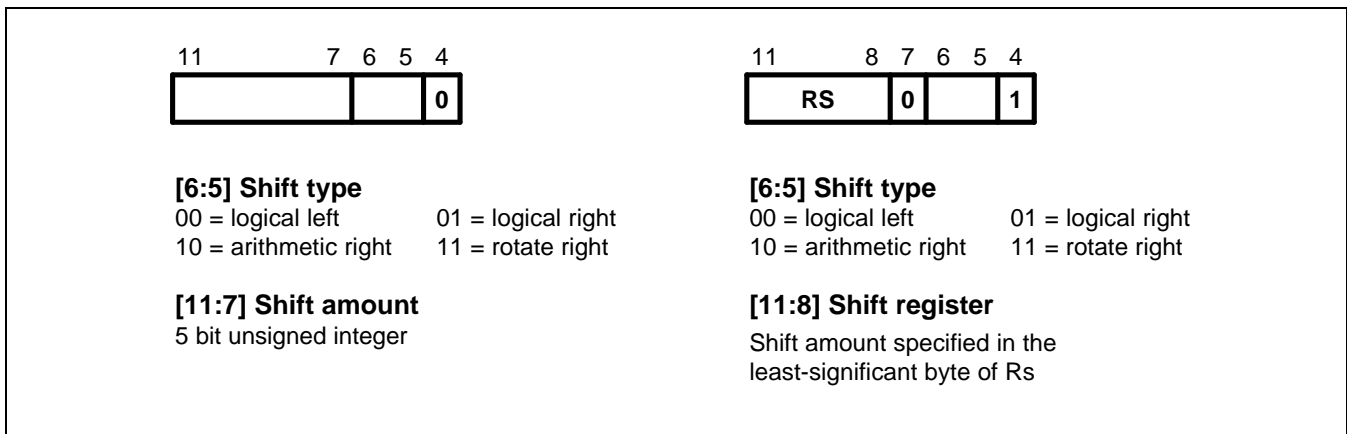 11 7 6 5 4
0
[6:5] Shift type
00 = logical left 01 = logical right
10 = arithmetic right 11 = rotate right
[11:7] Shift amount
5 bit unsigned integer
11 8 7 6 5 4
RS 0 1
[6:5] Shift type
00 = logical left 01 = logical right
10 = arithmetic right 11 = rotate right
[11:8] Shift register
Shift amount specified in the
least-significant byte of Rs